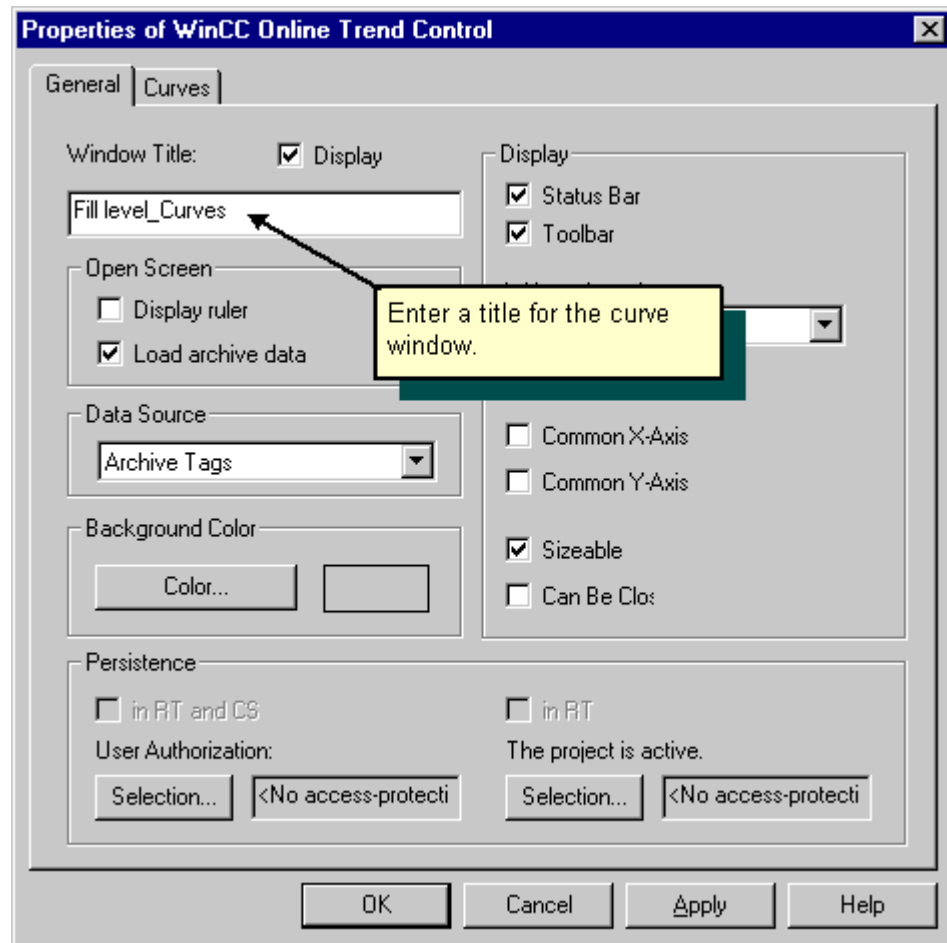 Properties of WinCC Online Trend Control
General
Curves
Window Title:
Display
Fill level_Curves
Open Screen
Display ruler
Load archive data
Data Source
Archive Tags
Background Color
Color...
Display
Status Bar
Toolbar
Enter a title for the curve
window.
Common X-Axis
Common Y-Axis
Sizeable
Can Be Clos
Persistence
in RT and CS
in RT
User Authorization:
The project is active.
Selection...
<No access-protecti
Selection...
<No access-protecti
OK
Cancel
Apply
Help